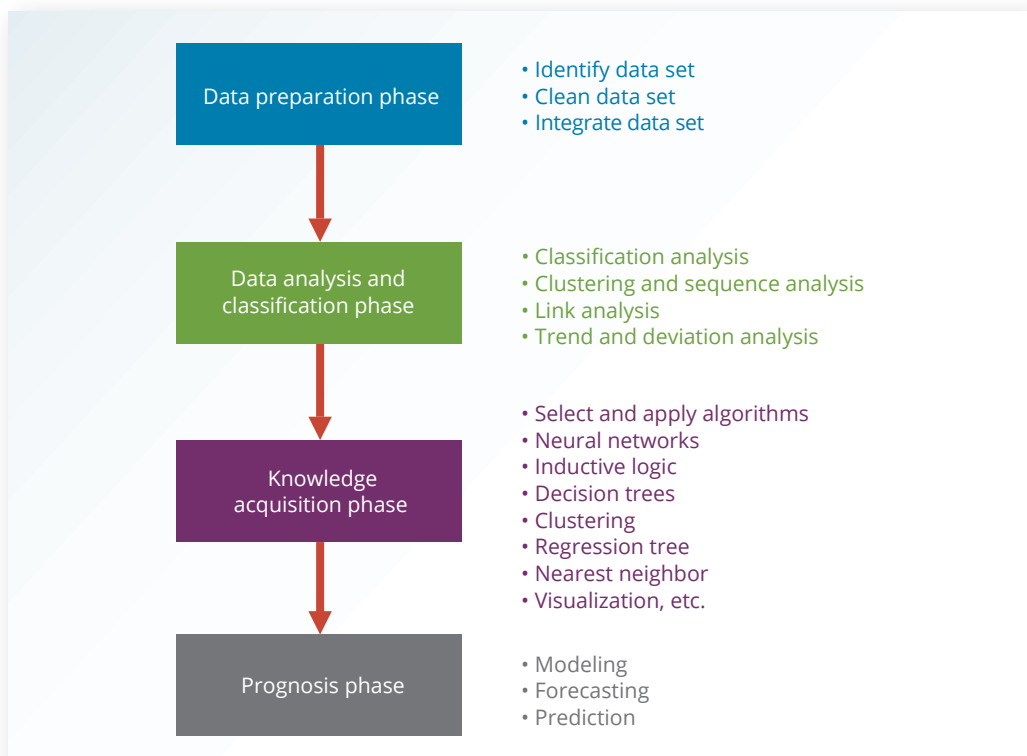 Data preparation phase
• Identify data set
• Clean data set
• Integrate data set
Data analysis and
classification phase
• Classification analysis
• Clustering and sequence analysis
• Link analysis
• Trend and deviation analysis
Knowledge
acquisition phase
• Select and apply algorithms
• Neural networks
• Inductive logic
• Decision trees
• Clustering
• Regression tree
• Nearest neighbor
• Visualization, etc.
Prognosis phase
• Modeling
• Forecasting
• Prediction